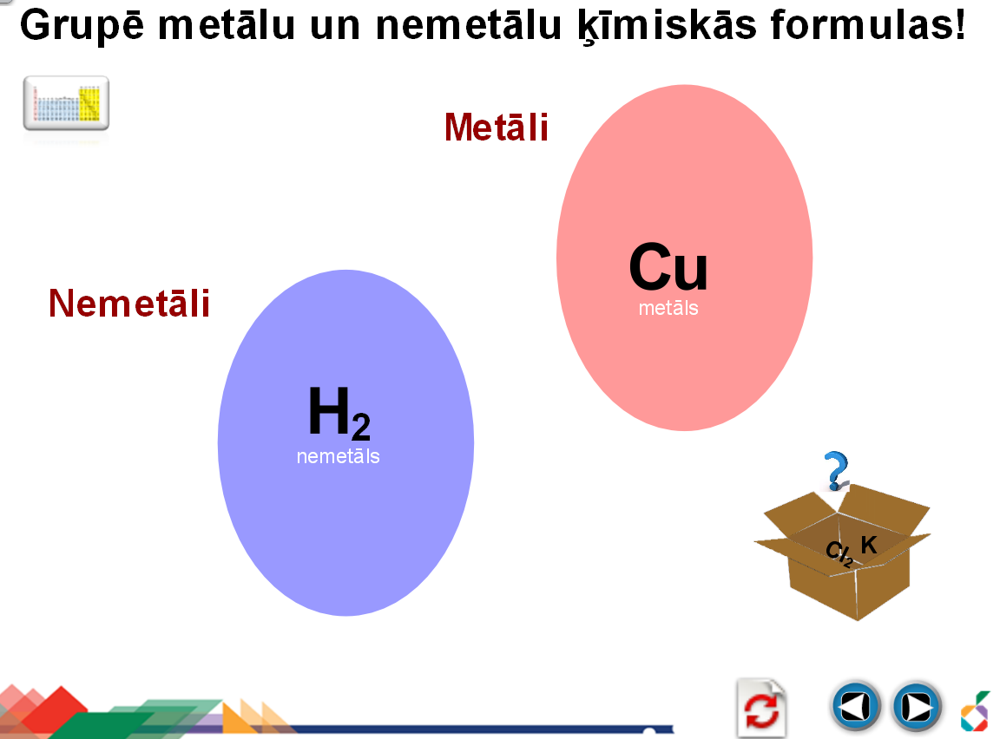 Grupē metālu un nemetālu ķīmiskās formulas!
Metāli
Cu
metāls
Nemetāli
H₂
nemetāls
?
Cl₂ K